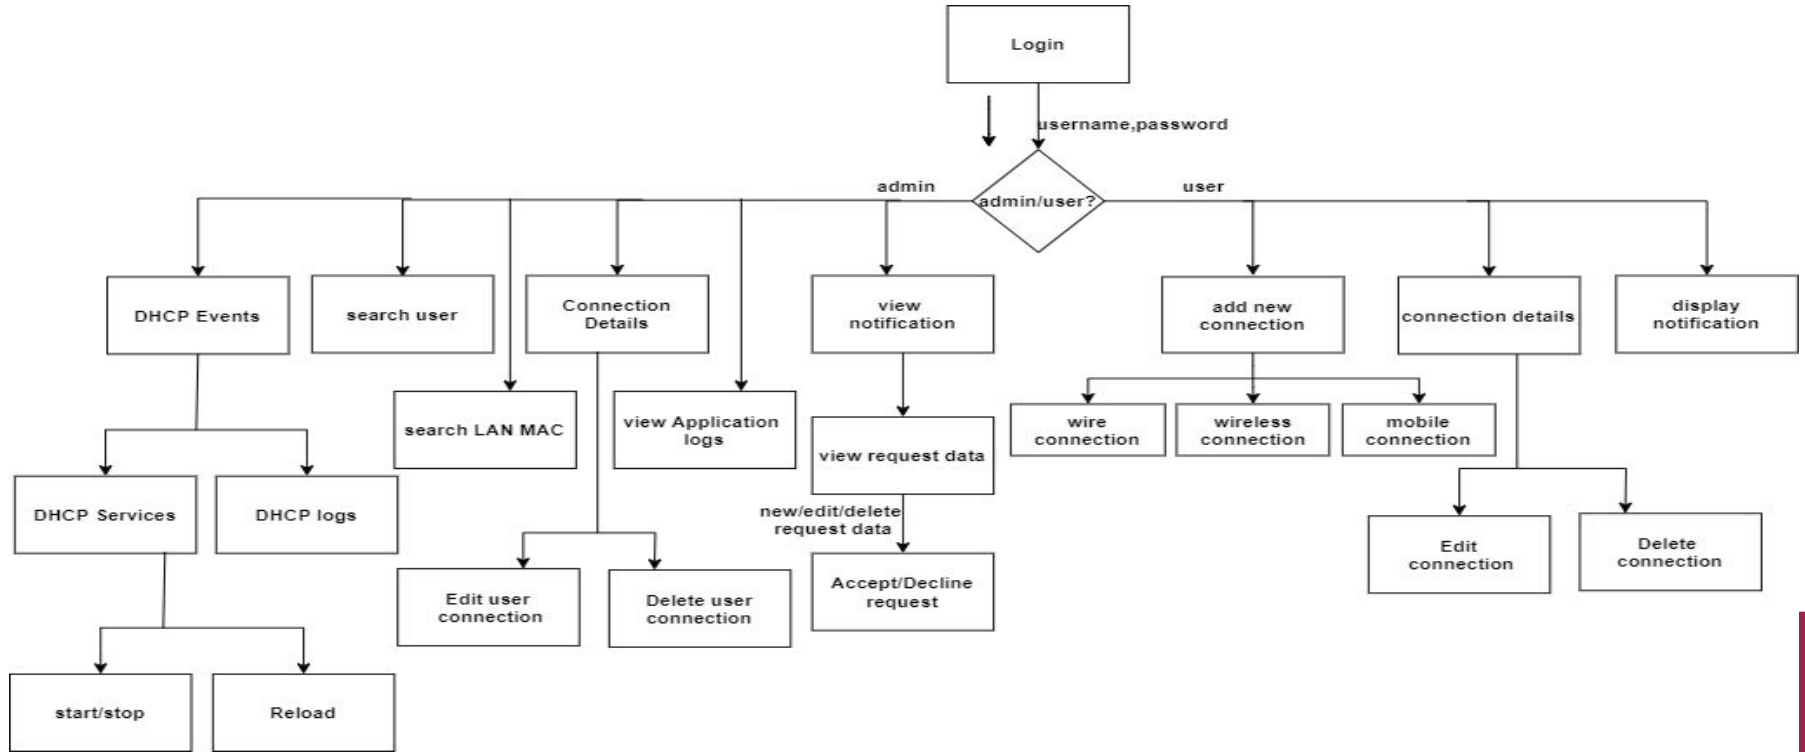 Login
username,password
admin
user
admin/user?
DHCP Events
search user
Connection
Details
view
notification
add new
connection
connection details
display
notification
search LAN MAC
view Application
logs
view request data
wire
connection
wireless
connection
mobile
connection
DHCP Services
DHCP logs
new/edit/delete
request data
Edit
connection
Delete
connection
Edit user
connection
Delete user
connection
Accept/Decline
request
start/stop
Reload